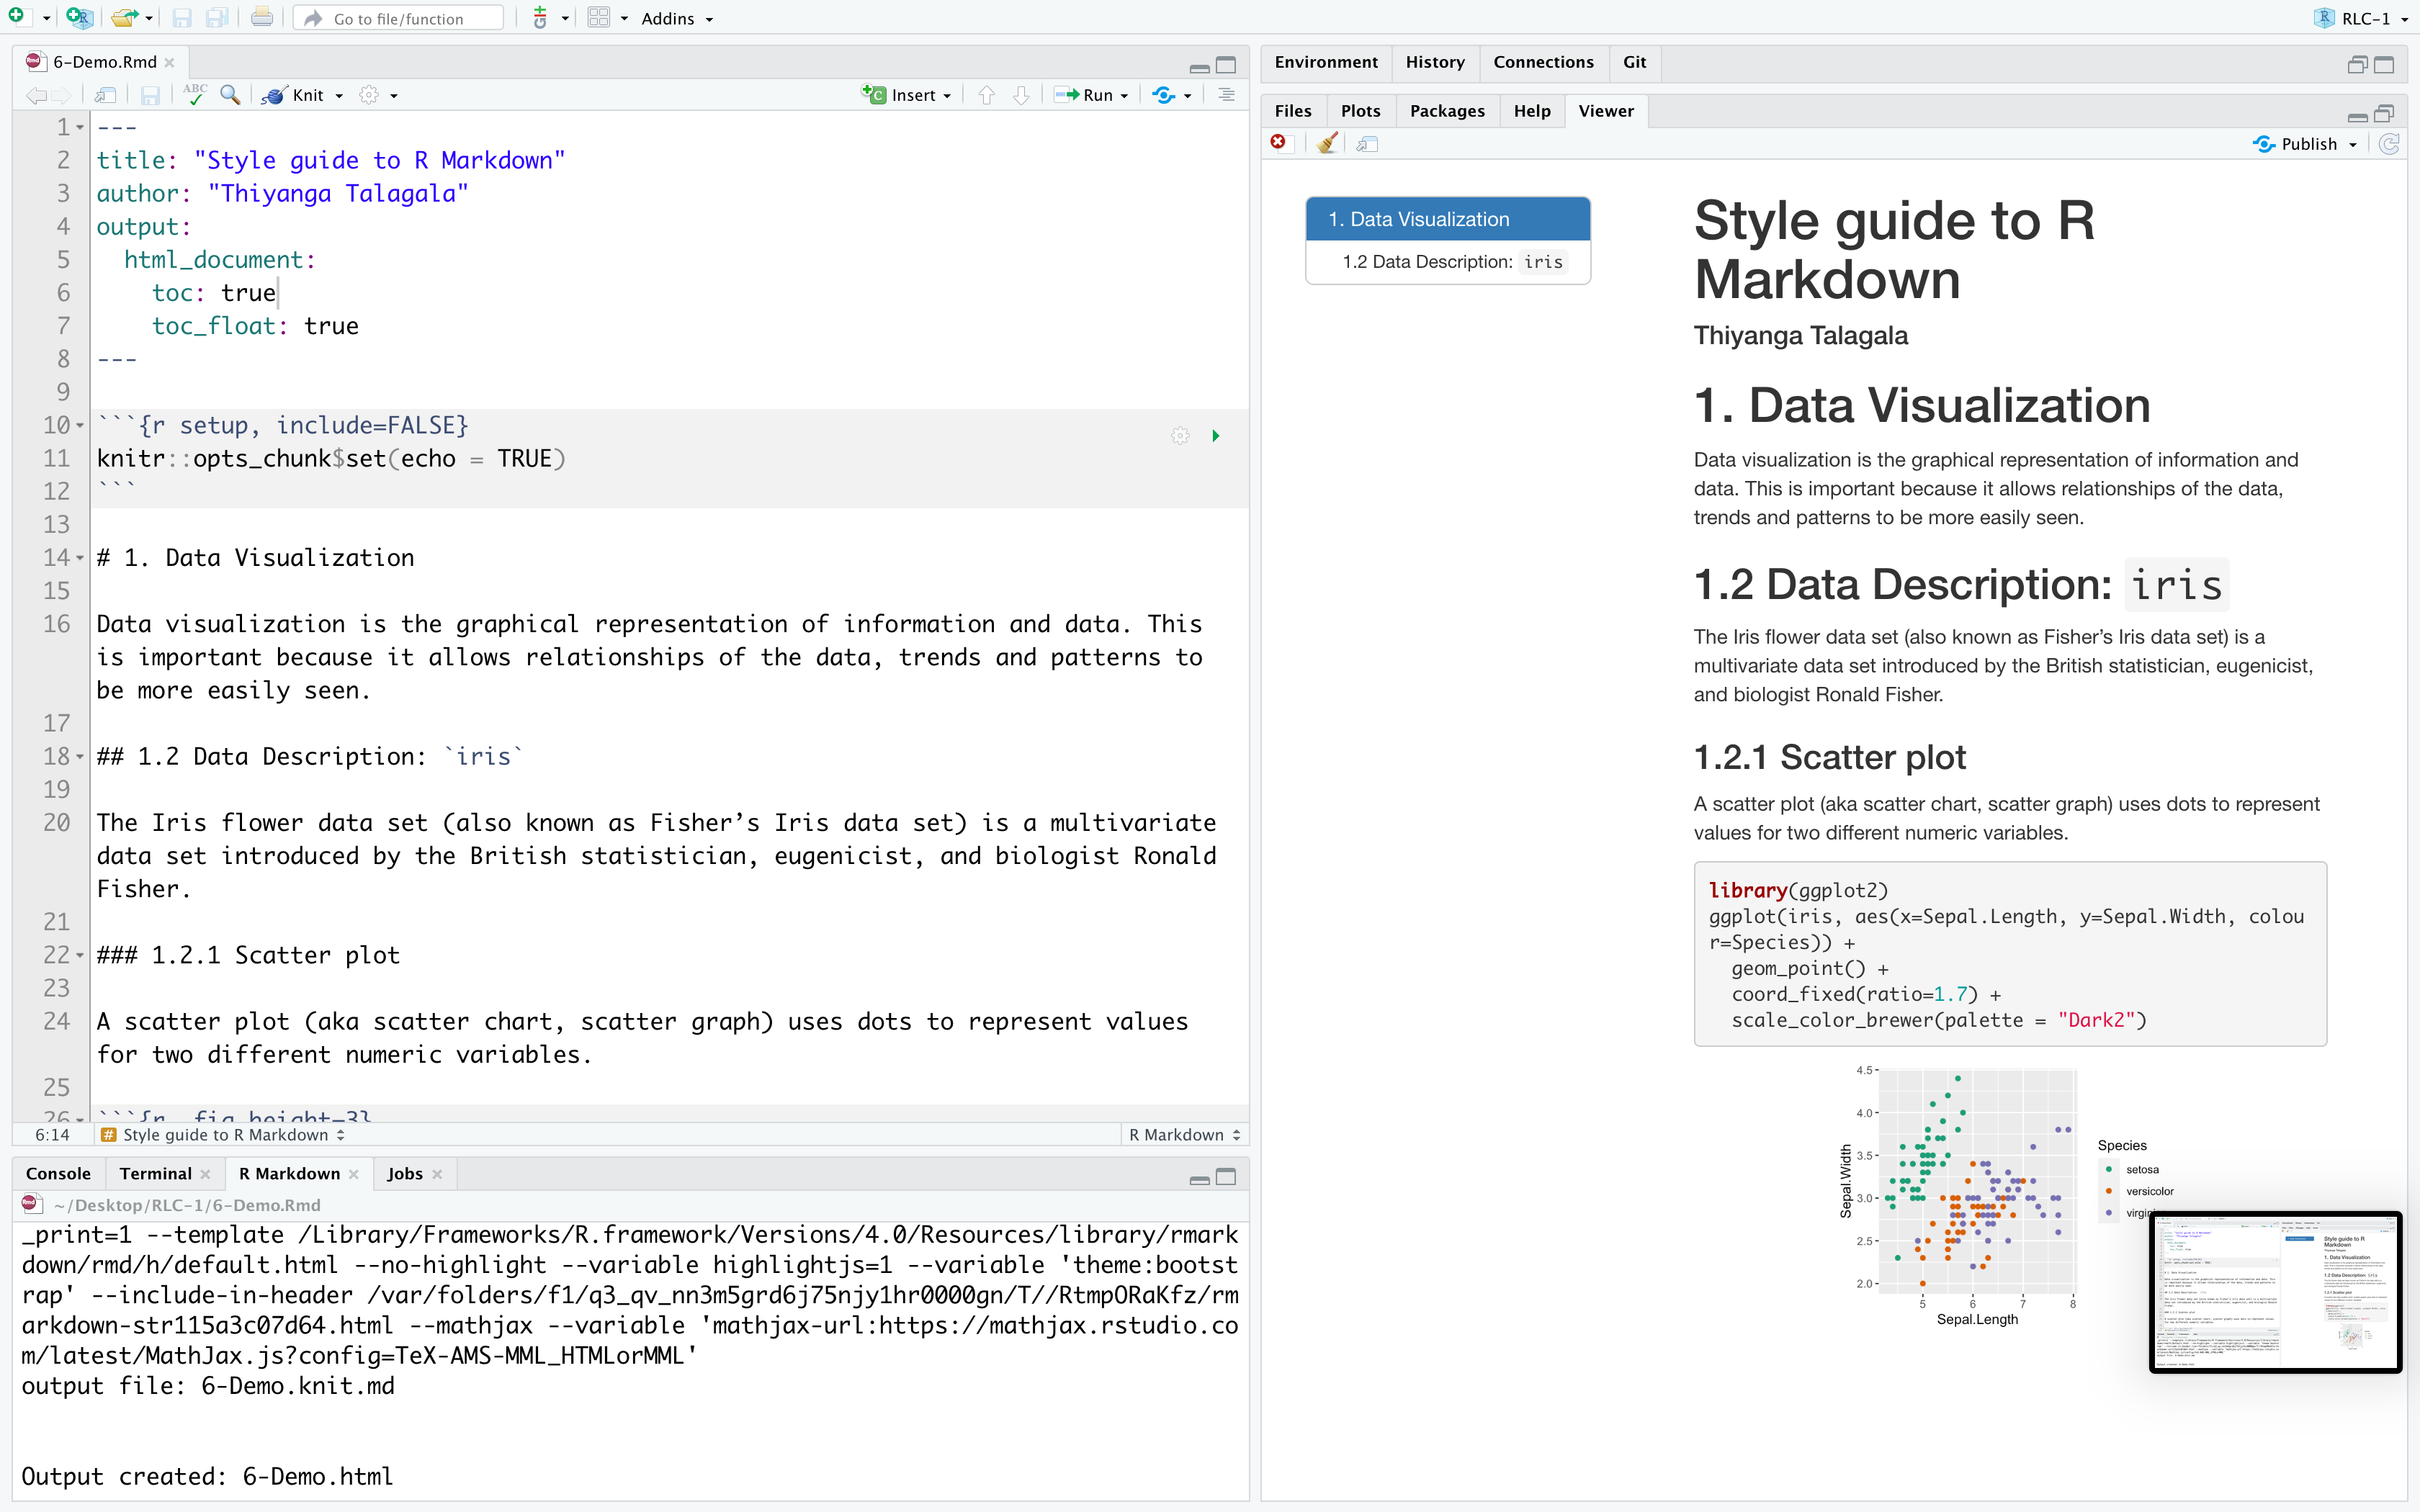 Go to file/function
Addins
RLC-1
6-Demo.Rmd
ABC
Knit
Insert
Run
1 ---
2 title: "Style guide to R Markdown"
3 author: "Thiyanga Talagala"
4 output:
5 html_document:
6 toc: true
7 toc_float: true
8 ---
9
10 ```{r setup, include=FALSE}
11 knitr::opts_chunk$set(echo = TRUE)
12 ```
13
14 # 1. Data Visualization
15
16 Data visualization is the graphical representation of information and data. This
is important because it allows relationships of the data, trends and patterns to
be more easily seen.
17
18 ## 1.2 Data Description: `iris`
19
20 The Iris flower data set (also known as Fisher’s Iris data set) is a multivariate
data set introduced by the British statistician, eugenicist, and biologist Ronald
Fisher.
21
22 ### 1.2.1 Scatter plot
23
24 A scatter plot (aka scatter chart, scatter graph) uses dots to represent values
for two different numeric variables.
25
26 ```{r, fig.height=3}
6:14
# Style guide to R Markdown
R Markdown
Console
Terminal
R Markdown
Jobs
~/Desktop/RLC-1/6-Demo.Rmd
_print=1 --template /Library/Frameworks/R.framework/Versions/4.0/Resources/library/rmark
down/rmd/h/default.html --no-highlight --variable highlightjs=1 --variable 'theme:bootst
rap' --include-in-header /var/folders/f1/q3_qv_nn3m5grd6j75njy1hr0000gn/T//RtmpORaKfz/rm
arkdown-str115a3c07d64.html --mathjax --variable 'mathjax-url:https://mathjax.rstudio.co
m/latest/MathJax.js?config=TeX-AMS-MML_HTMLorMML'
output file: 6-Demo.knit.md
Output created: 6-Demo.html
Environment
History
Connections
Git
Files
Plots
Packages
Help
Viewer
Publish
1. Data Visualization
1.2 Data Description: iris
Style guide to R
Markdown
Thiyanga Talagala
1. Data Visualization
Data visualization is the graphical representation of information and
data. This is important because it allows relationships of the data,
trends and patterns to be more easily seen.
1.2 Data Description: iris
The Iris flower data set (also known as Fisher’s Iris data set) is a
multivariate data set introduced by the British statistician, eugenicist,
and biologist Ronald Fisher.
1.2.1 Scatter plot
A scatter plot (aka scatter chart, scatter graph) uses dots to represent
values for two different numeric variables.
library(ggplot2)
ggplot(iris, aes(x=Sepal.Length, y=Sepal.Width, colou
r=Species)) +
geom_point() +
coord_fixed(ratio=1.7) +
scale_color_brewer(palette = "Dark2")
4.5
4.0
3.5
3.0
2.5
2.0
Sepal.Width
5
6
7
8
Sepal.Length
Species
setosa
versicolor